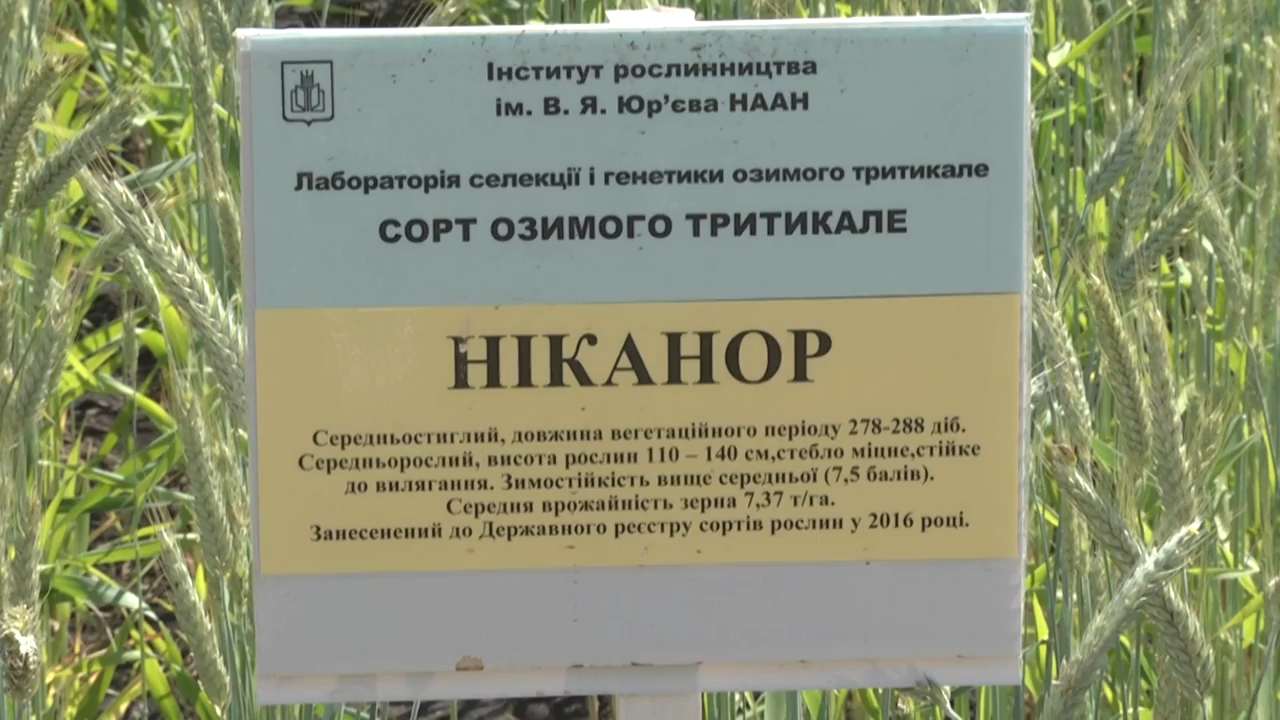 Інститут рослинництва
ім. В. Я. Юр’єва НААН
Лабораторія селекції і генетики озимого тритикале
СОРТ ОЗИМОГО ТРИТИКАЛЕ
НІКАНОР
Середньостиглий, довжина вегетаційного періоду 278-288 діб.
Середньорослий, висота рослин 110 – 140 см,стебло міцне,стійке
до вилягання. Зимостійкість вище середньої (7,5 балів).
Середня врожайність зерна 7,37 т/га.
Занесенний до Державного реєстру сортів рослин у 2016 році.